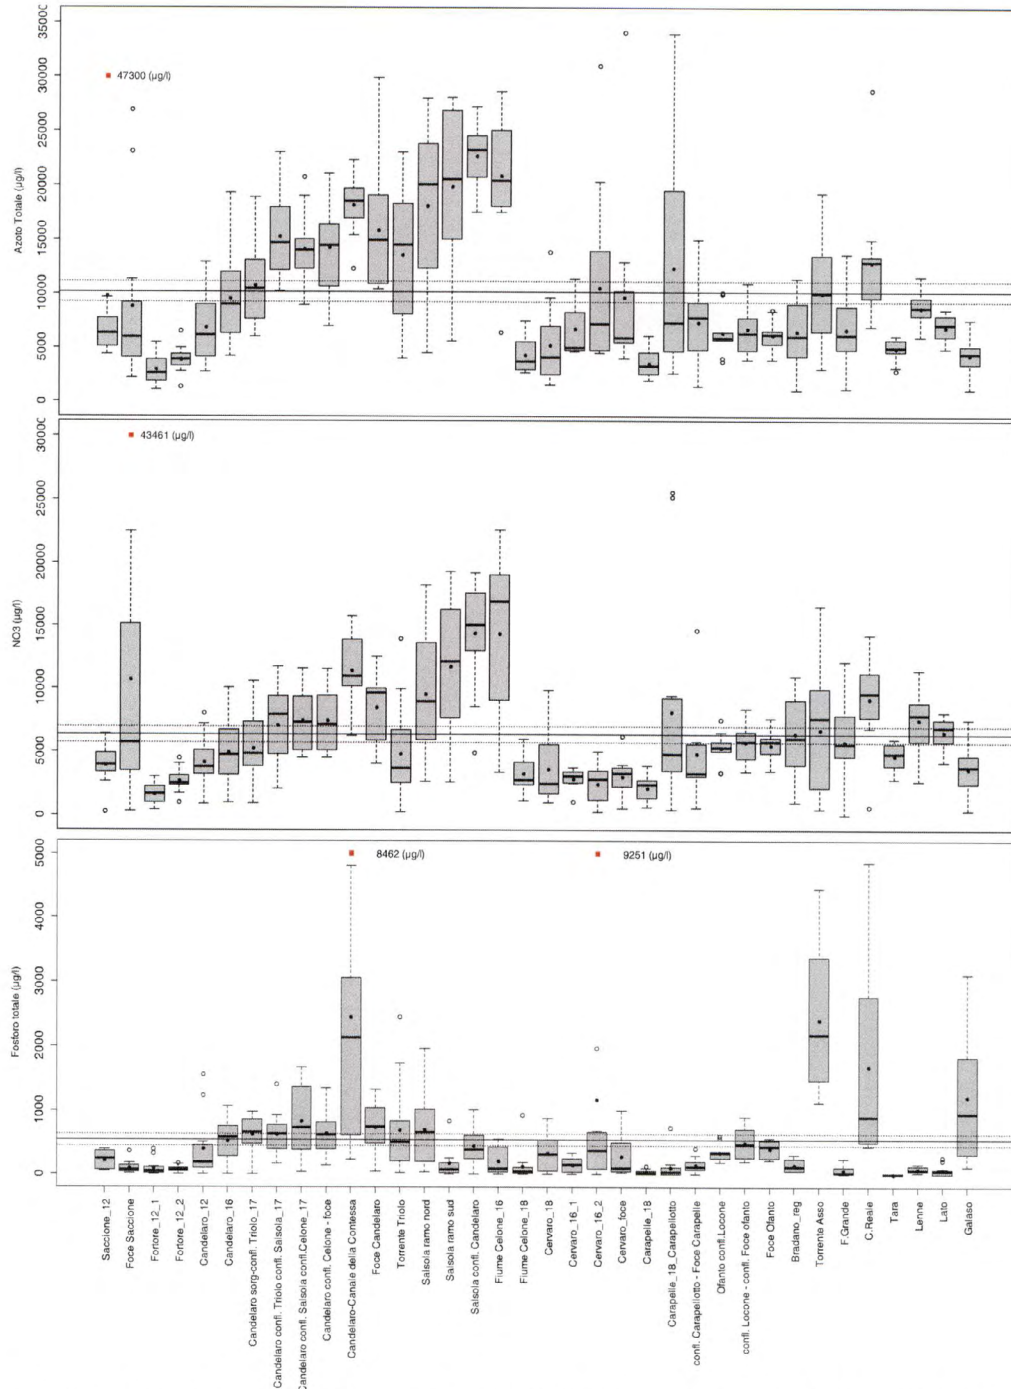 Azoto Totale (µg/l)
35000
30000
25000
20000
15000
10000
5000
0
47300 (µg/l)
NO3 (µg/l)
30000
25000
20000
15000
10000
5000
0
43461 (µg/l)
Fosforo totale (µg/l)
5000
4000
3000
2000
1000
0
8462 (µg/l)
9251 (µg/l)
Saccione_12
Foce Saccione
Fortore_12_1
Fortore_12_2
Candelaro_12
Candelaro_16
Candelaro sorg-confl. Triolo_17
Candelaro confl. Triolo confl. Salsola_17
Candelaro confl. Salsola confl.Celone_17
Candelaro confl. Celone - foce
Candelaro-Canale della Contessa
Foce Candelaro
Torrente Triolo
Salsola ramo nord
Salsola ramo sud
Salsola confl. Candelaro
Fiume Celone_16
Fiume Celone_18
Cervaro_18
Cervaro_16_1
Cervaro_16_2
Cervaro_foce
Carapelle_18
Carapelle_18_Carapellotto
confl. Carapellotto - Foce Carapelle
Ofanto confl.Locone
confl. Locone - confl. Foce ofanto
Foce Ofanto
Bradano_reg
Torrente Asso
F.Grande
C.Reale
Tara
Lenne
Lato
Galaso